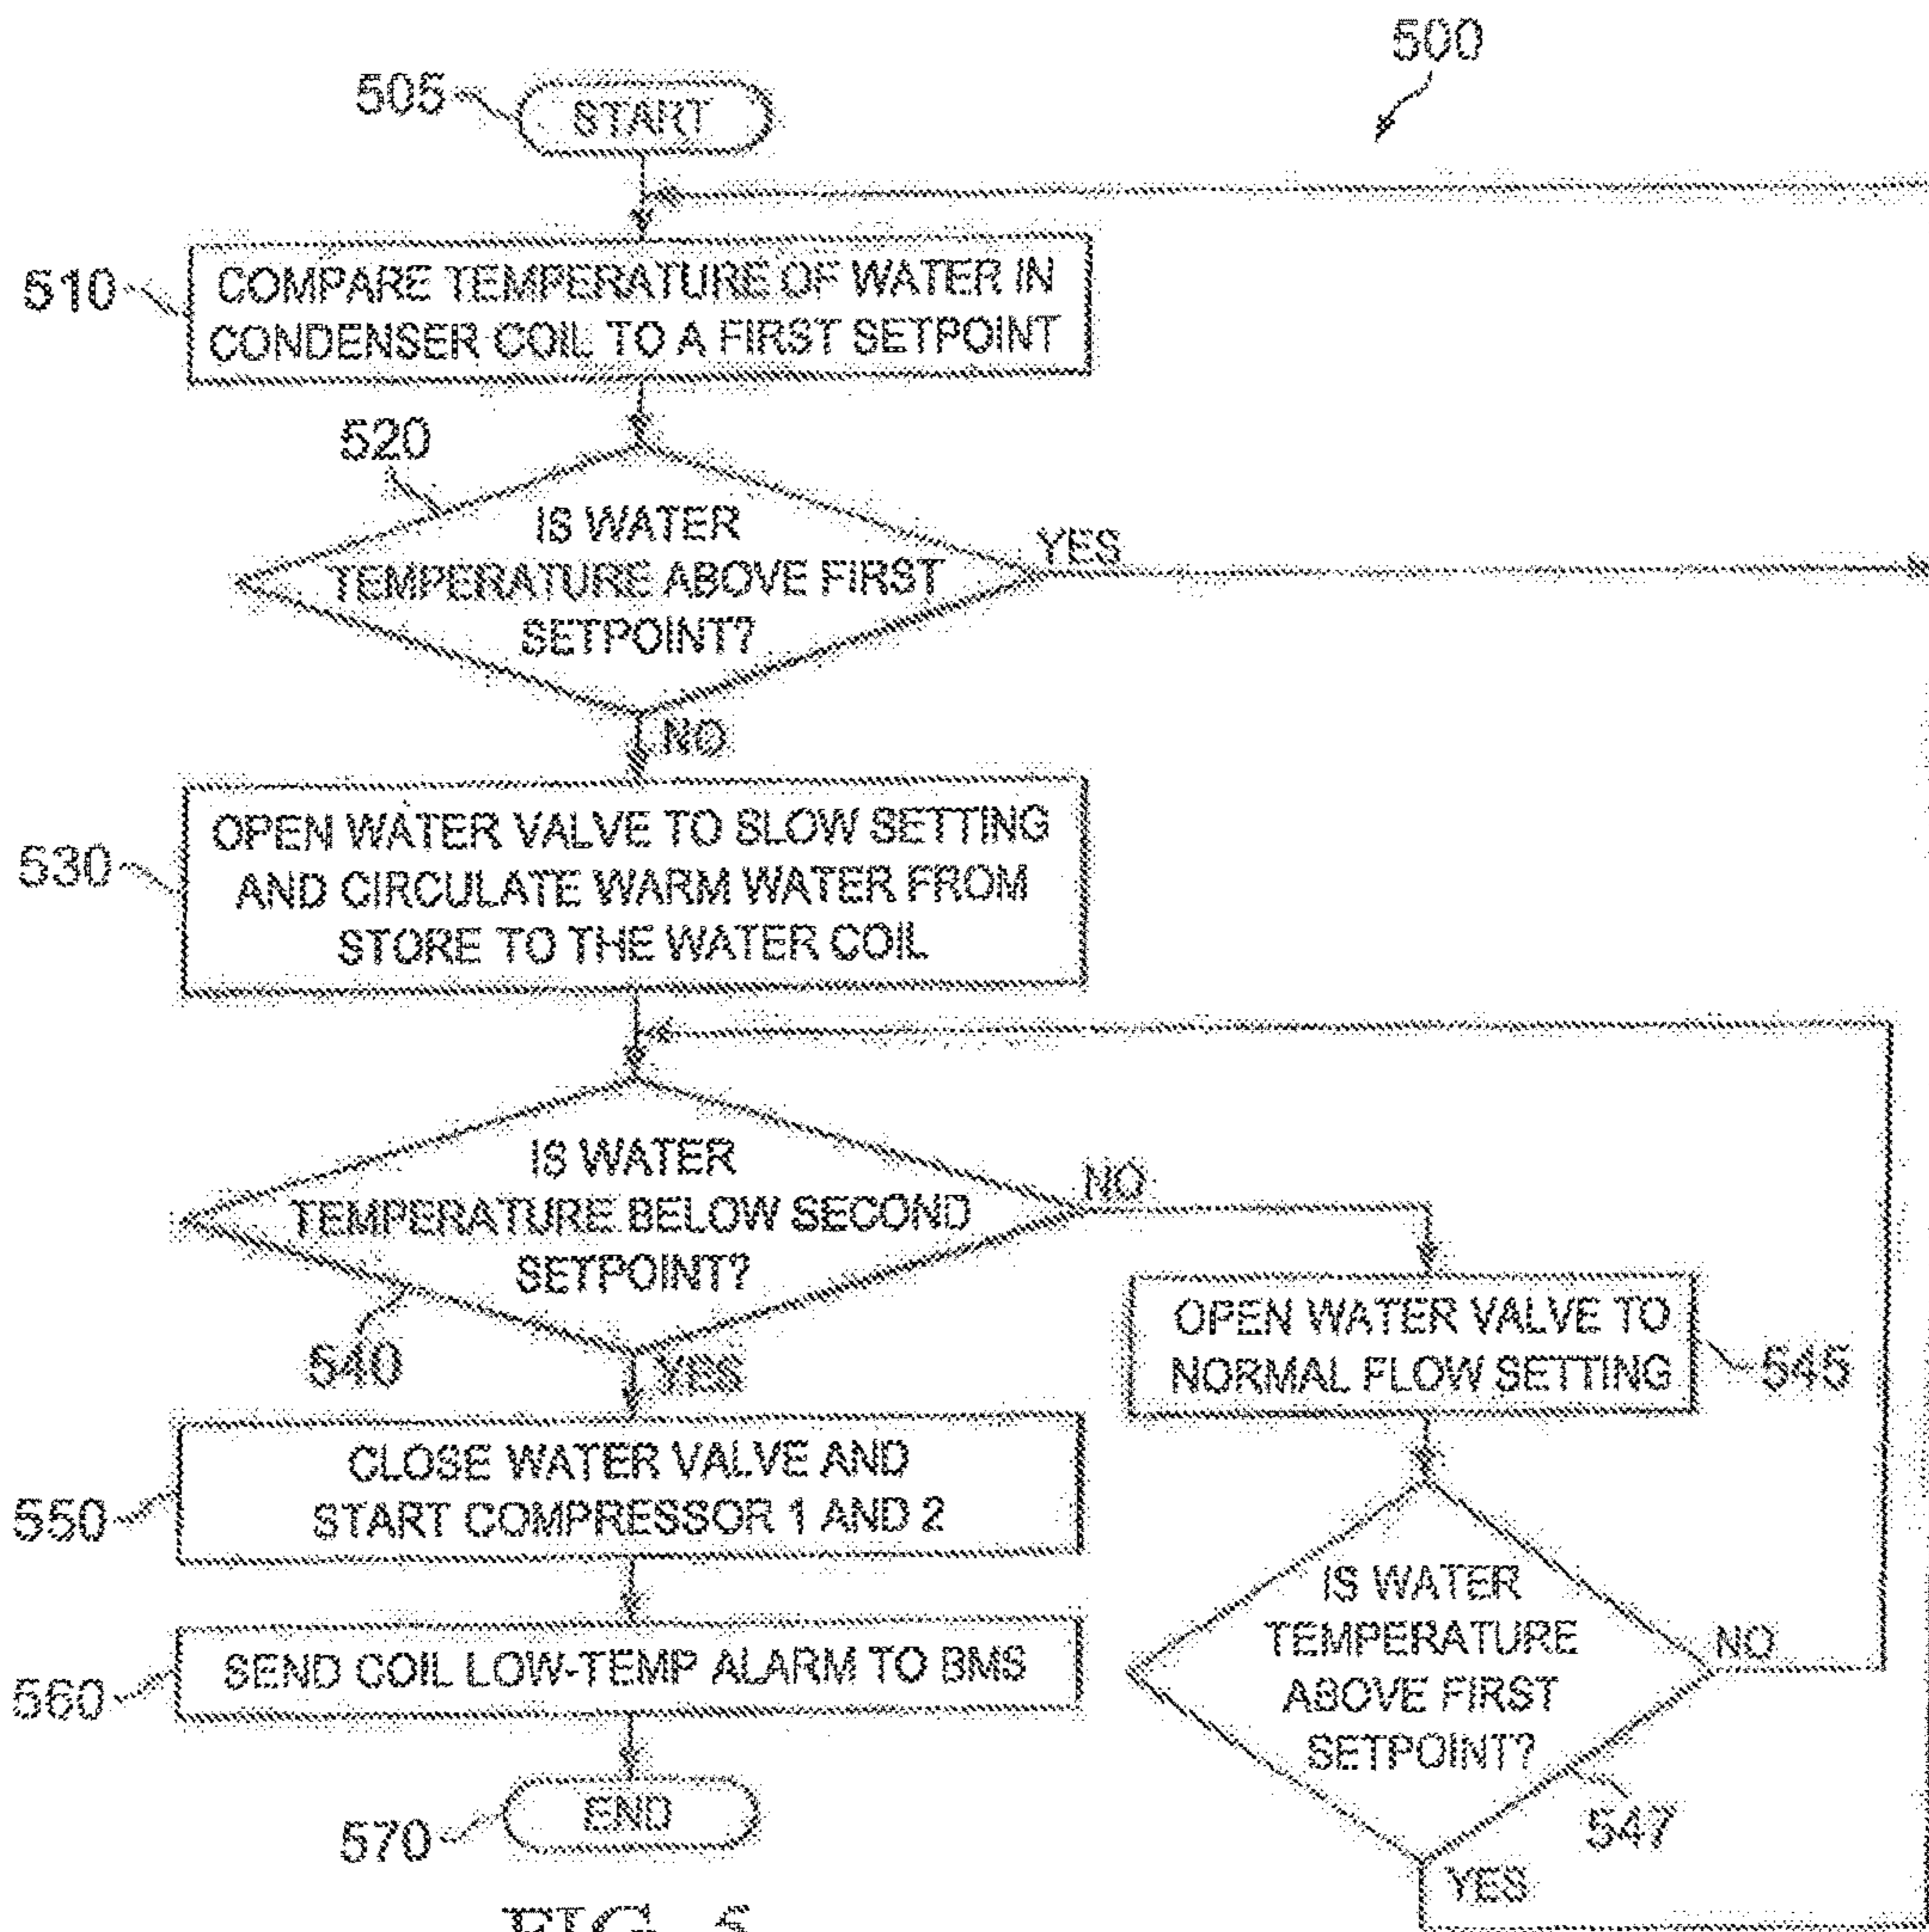 500
505
START
510
COMPARE TEMPERATURE OF WATER IN
CONDENSER COIL TO A FIRST SETPOINT
520
IS WATER
TEMPERATURE ABOVE FIRST
SETPOINT?
YES
NO
530
OPEN WATER VALVE TO SLOW SETTING
AND CIRCULATE WARM WATER FROM
STORE TO THE WATER COIL
IS WATER
TEMPERATURE BELOW SECOND
SETPOINT?
NO
540
YES
OPEN WATER VALVE TO
NORMAL FLOW SETTING
545
550
CLOSE WATER VALVE AND
START COMPRESSOR 1 AND 2
IS WATER
TEMPERATURE
ABOVE FIRST
SETPOINT?
NO
547
YES
560
SEND COIL LOW-TEMP ALARM TO BMS
570
END
FIG. 5